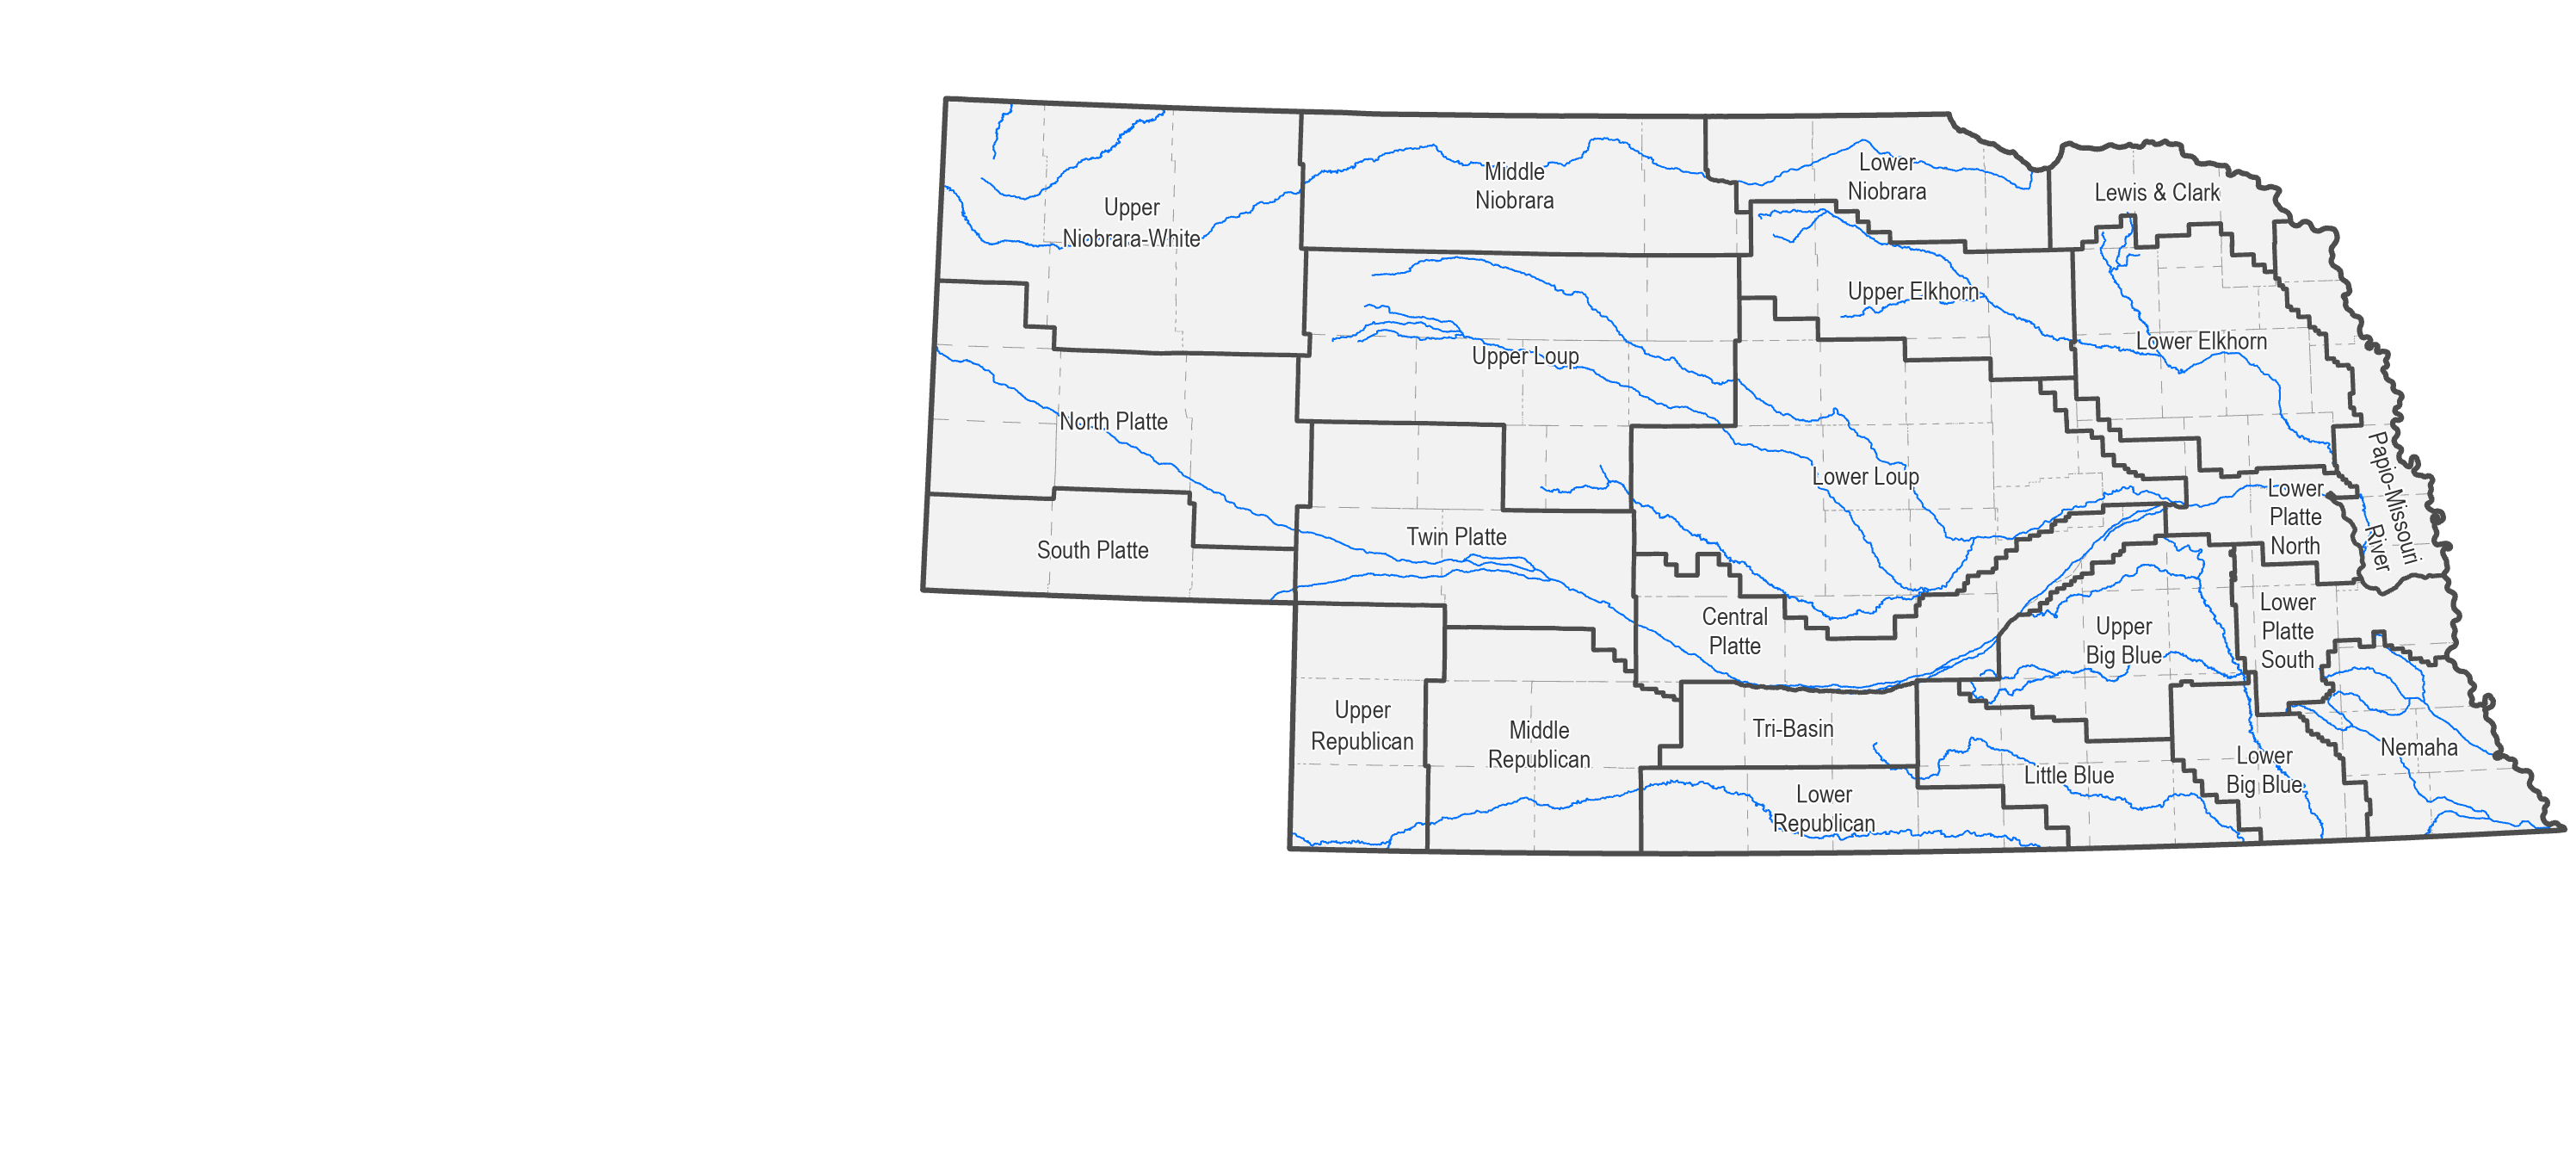 Upper
Niobrara-White
Middle
Niobrara
Lower
Niobrara
Lewis & Clark
Upper Elkhorn
Lower Elkhorn
Upper Loup
North Platte
Lower Loup
Papio-Missouri
River
Lower
Platte
North
Twin Platte
South Platte
Central
Platte
Upper
Big Blue
Lower
Platte
South
Upper
Republican
Middle
Republican
Tri-Basin
Nemaha
Little Blue
Lower
Big Blue
Lower
Republican